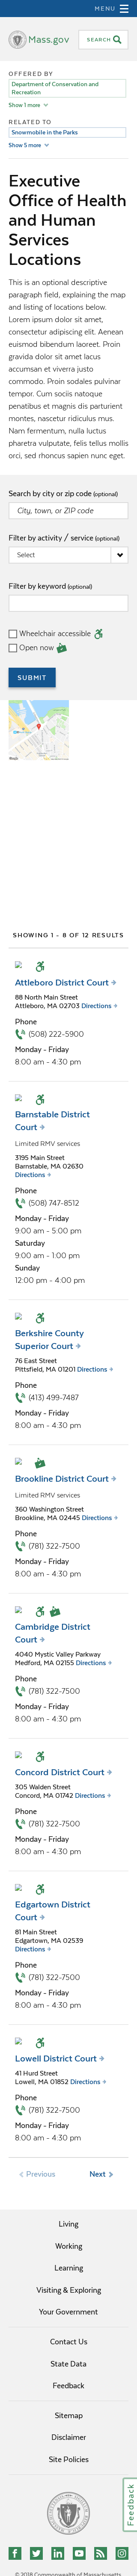 MENU
Mass.gov
SEARCH
OFFERED BY
Department of Conservation and
Recreation
Show 1 more
RELATED TO
Snowmobile in the Parks
Show 5 more
Executive
Office of Health
and Human
Services
Locations
This is an optional descriptive
paragraph field, explaining the map
and listing on the location below.
Lorem ipsum dolor sit amet,
consectetur adipiscing elit. Aenean
euismod bibendum laoreet. Proin
gravida dolor sit amet lacus
accumsan et viverra justo
commodo. Proin sodales pulvinar
tempor. Cum sociis natoque
penatibus et magnis dis parturient
montes, nascetur ridiculus mus.
Nam fermentum, nulla luctus
pharetra vulputate, felis tellus mollis
orci, sed rhoncus sapien nunc eget.
Search by city or zip code (optional)
City, town, or ZIP code
Filter by activity / service (optional)
Select
Filter by keyword (optional)
Wheelchair accessible
Open now
SUBMIT
SHOWING 1 - 8 OF 12 RESULTS
Attleboro District Court
88 North Main Street
Attleboro, MA 02703 Directions
Phone
(508) 222-5900
Monday - Friday
8:00 am - 4:30 pm
Barnstable District
Court
Limited RMV services
3195 Main Street
Barnstable, MA 02630
Directions
Phone
(508) 747-8512
Monday - Friday
9:00 am - 5:00 pm
Saturday
9:00 am - 1:00 pm
Sunday
12:00 pm - 4:00 pm
Berkshire County
Superior Court
76 East Street
Pittsfield, MA 01201 Directions
Phone
(413) 499-7487
Monday - Friday
8:00 am - 4:30 pm
Brookline District Court
Limited RMV services
360 Washington Street
Brookline, MA 02445 Directions
Phone
(781) 322-7500
Monday - Friday
8:00 am - 4:30 pm
Cambridge District
Court
4040 Mystic Valley Parkway
Medford, MA 02155 Directions
Phone
(781) 322-7500
Monday - Friday
8:00 am - 4:30 pm
Concord District Court
305 Walden Street
Concord, MA 01742 Directions
Phone
(781) 322-7500
Monday - Friday
8:00 am - 4:30 pm
Edgartown District
Court
81 Main Street
Edgartown, MA 02539
Directions
Phone
(781) 322-7500
Monday - Friday
8:00 am - 4:30 pm
Lowell District Court
41 Hurd Street
Lowell, MA 01852 Directions
Phone
(781) 322-7500
Monday - Friday
8:00 am - 4:30 pm
Previous
Next
Living
Working
Learning
Visiting & Exploring
Your Government
Contact Us
State Data
Feedback
Sitemap
Disclaimer
Site Policies
Feedback
© 2018 Commonwealth of Massachusetts